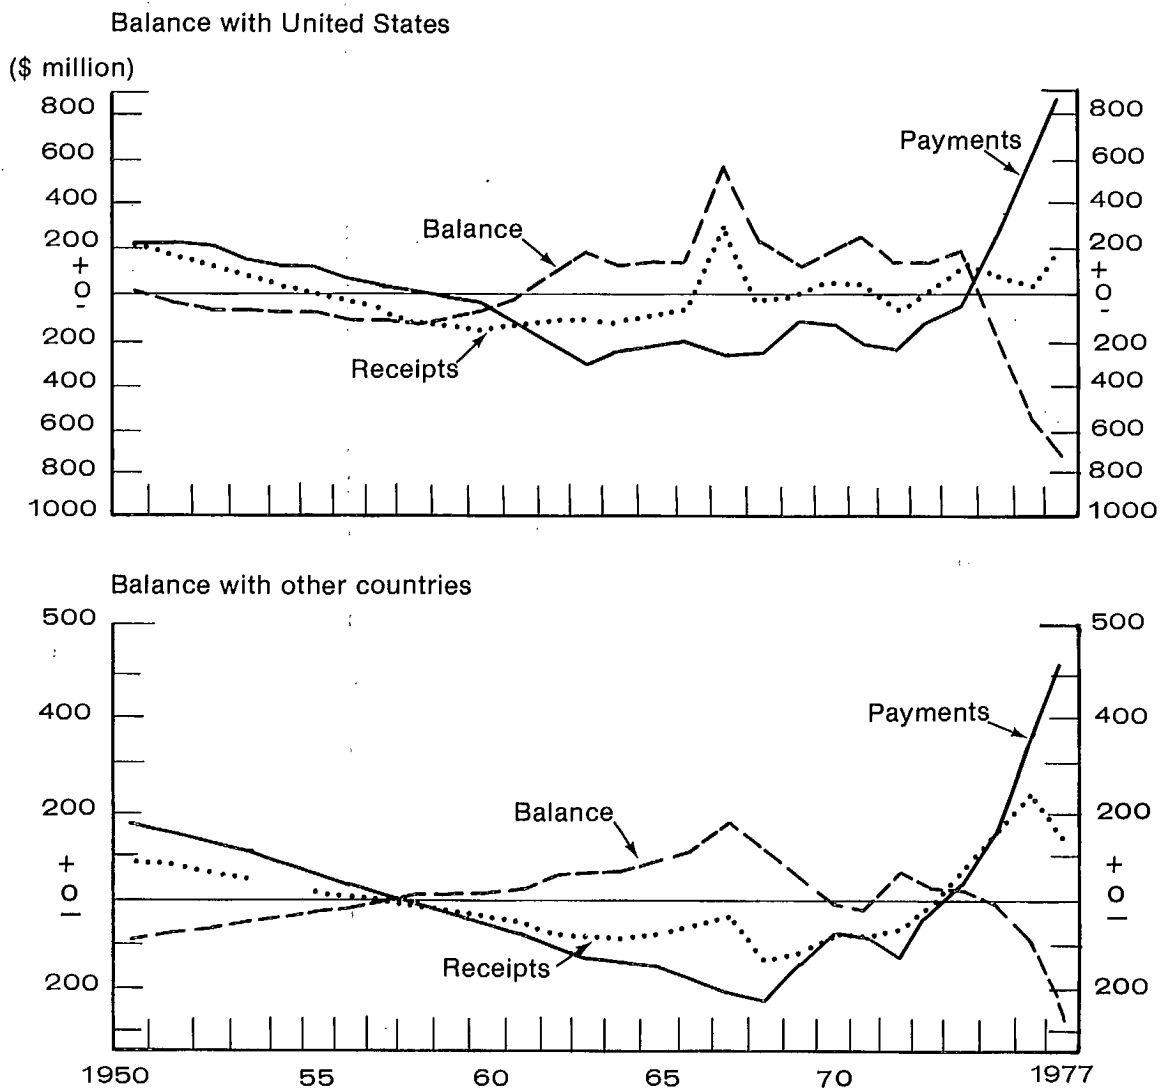 Balance with United States
($ million)
800 800
Payments
600 600
400 400
Balance
200 200
+ +
0 0
− -
200 200
Receipts
400 400
600 600
800 800
1000 1000
Balance with other countries
500 500
400 Payments 400
200 Balance 200
+ +
0 0
− −
Receipts
200 200
1950 55 60 65 70 1977